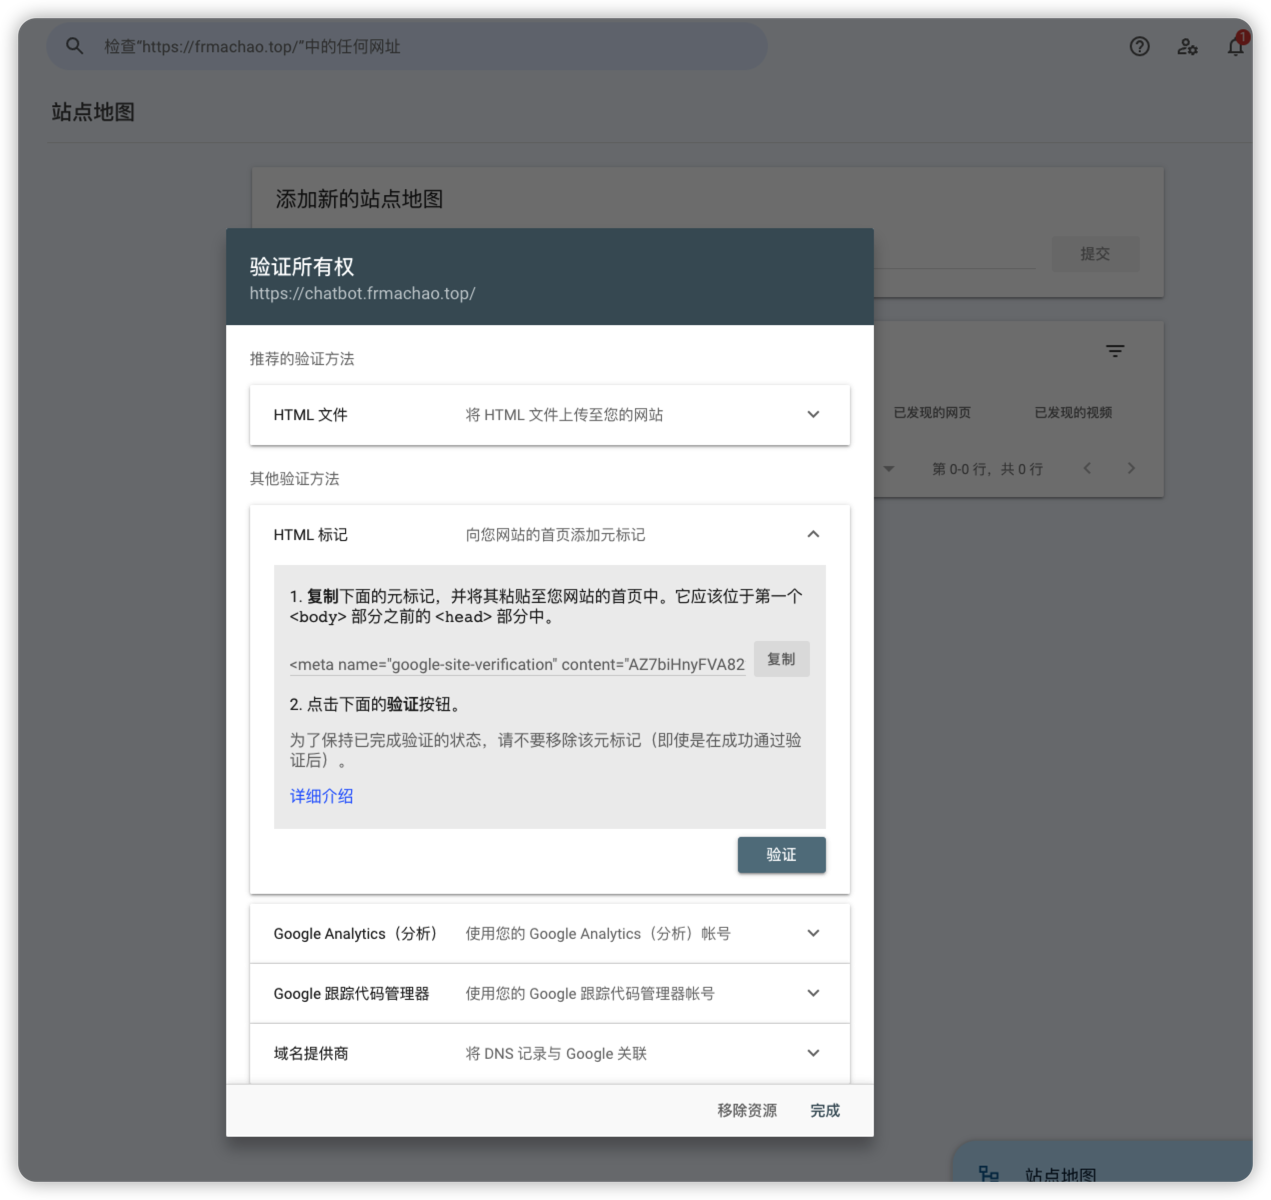 检查"https://frmachao.top/"中的任何网址
1
站点地图
添加新的站点地图
提交
验证所有权
https://chatbot.frmachao.top/
推荐的验证方法
HTML 文件 将 HTML 文件上传至您的网站
已发现的网页 已发现的视频
第 0-0 行，共 0 行
其他验证方法
HTML 标记 向您网站的首页添加元标记
1. 复制下面的元标记，并将其粘贴至您网站的首页中。它应该位于第一个
<body> 部分之前的 <head> 部分中。
<meta name="google-site-verification" content="AZ7biHnyFVA82
复制
2. 点击下面的验证按钮。
为了保持已完成验证的状态，请不要移除该元标记（即使是在成功通过验
证后）。
详细介绍
验证
Google Analytics（分析） 使用您的 Google Analytics（分析）帐号
Google 跟踪代码管理器 使用您的 Google 跟踪代码管理器帐号
域名提供商 将 DNS 记录与 Google 关联
移除资源 完成
站点地图